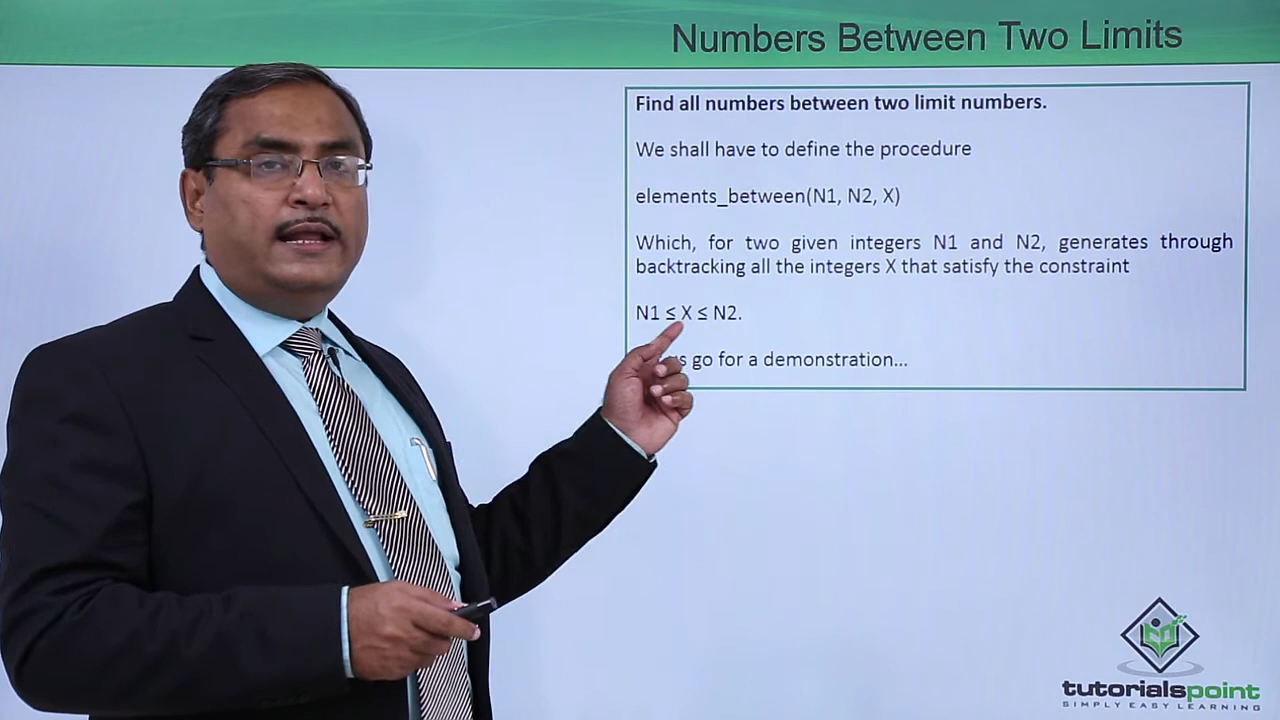 Numbers Between Two Limits
Find all numbers between two limit numbers.
We shall have to define the procedure
elements_between(N1, N2, X)
Which, for two given integers N1 and N2, generates through
backtracking all the integers X that satisfy the constraint
N1 ≤ X ≤ N2.
go for a demonstration...
tutorialspoint
SIMPLY EASY LEARNING